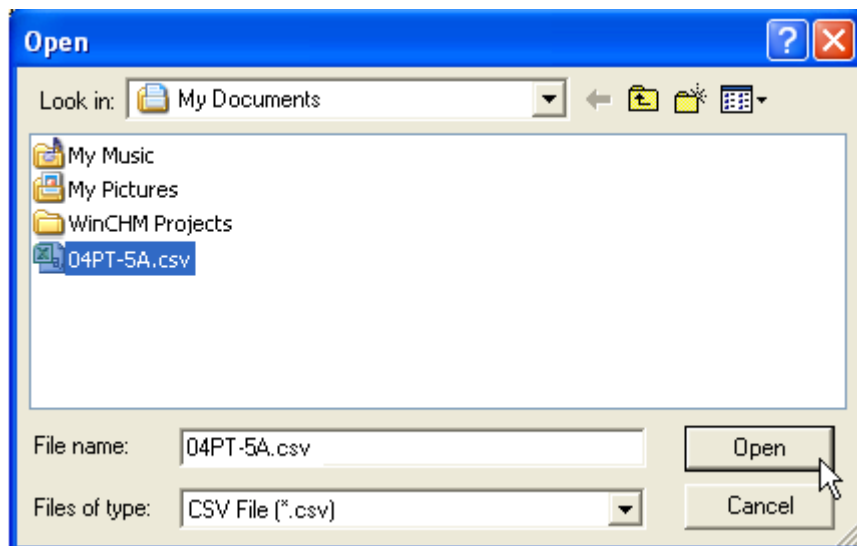 Open
Look in: My Documents
My Music
My Pictures
WinCHM Projects
04PT-5A.csv
File name: 04PT-5A.csv Open
Files of type: CSV File (*.csv) Cancel